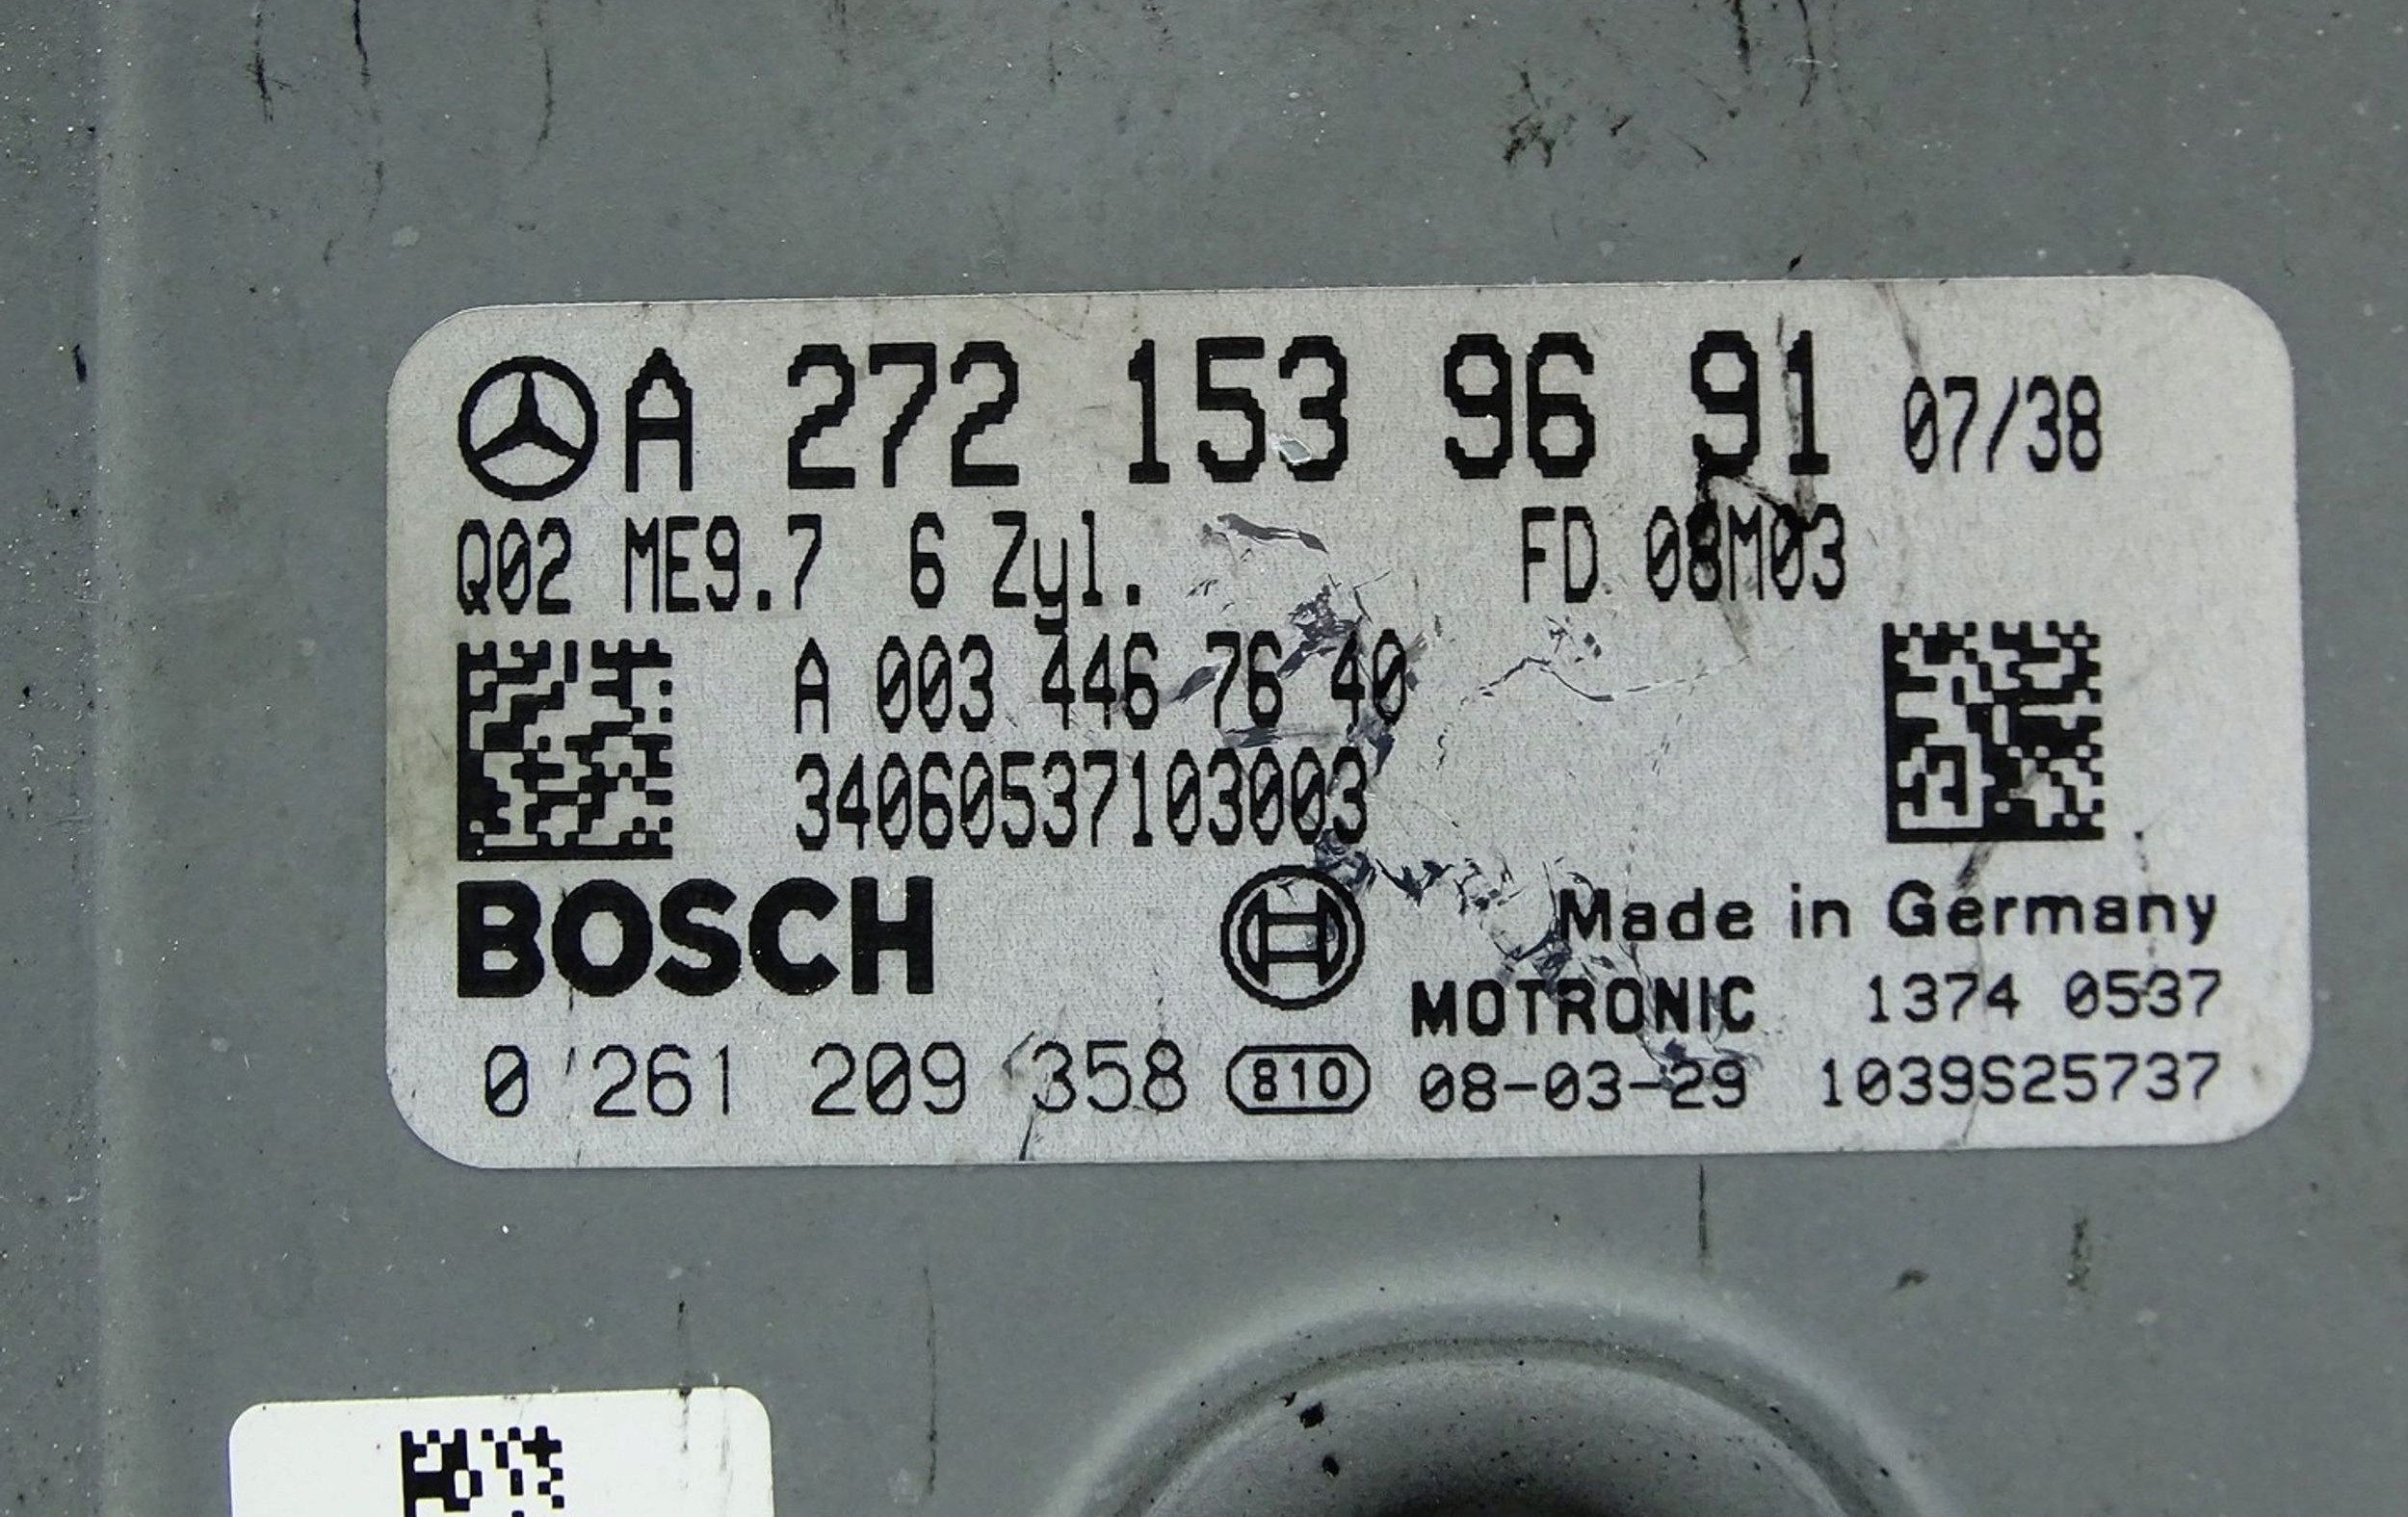 A 272 153 96 91 07/38
Q02 ME9.7 6 Zyl. FD 08M03
A 003 446 76 40
34060537103003
BOSCH Made in Germany
MOTRONIC 1374 0537
0 261 209 358 810 08-03-29 1039S25737